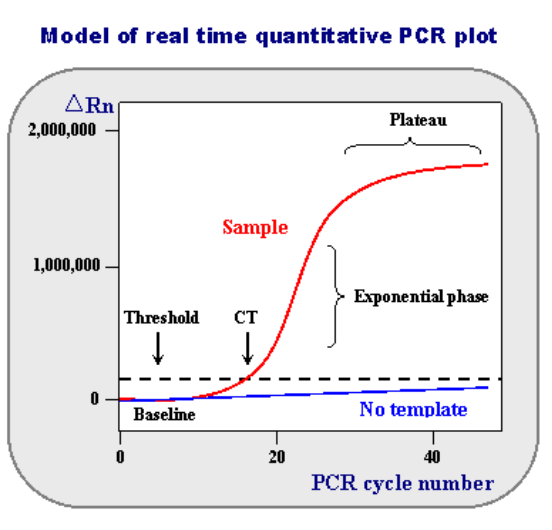 Model of real time quantitative PCR plot
△Rn
2,000,000
Plateau
Sample
1,000,000
Exponential phase
Threshold
CT
0
Baseline
No template
0
20
40
PCR cycle number